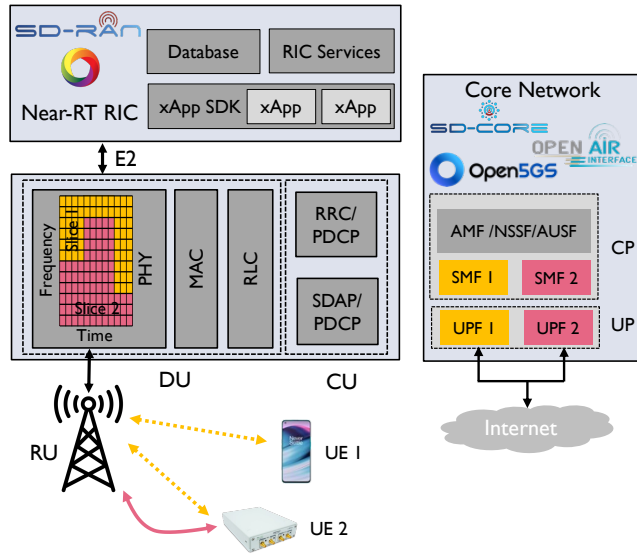 SD-RAN
Near-RT RIC
Database
RIC Services
xApp SDK
xApp
xApp
E2
Frequency
Slice 1
Slice 2
Time
PHY
MAC
RLC
RRC/
PDCP
SDAP/
PDCP
DU
CU
RU
UE 1
UE 2
Core Network
SD-CORE
OPEN AIR
INTERFACE
Open5GS
AMF /NSSF/AUSF
SMF 1
SMF 2
CP
UPF 1
UPF 2
UP
Internet